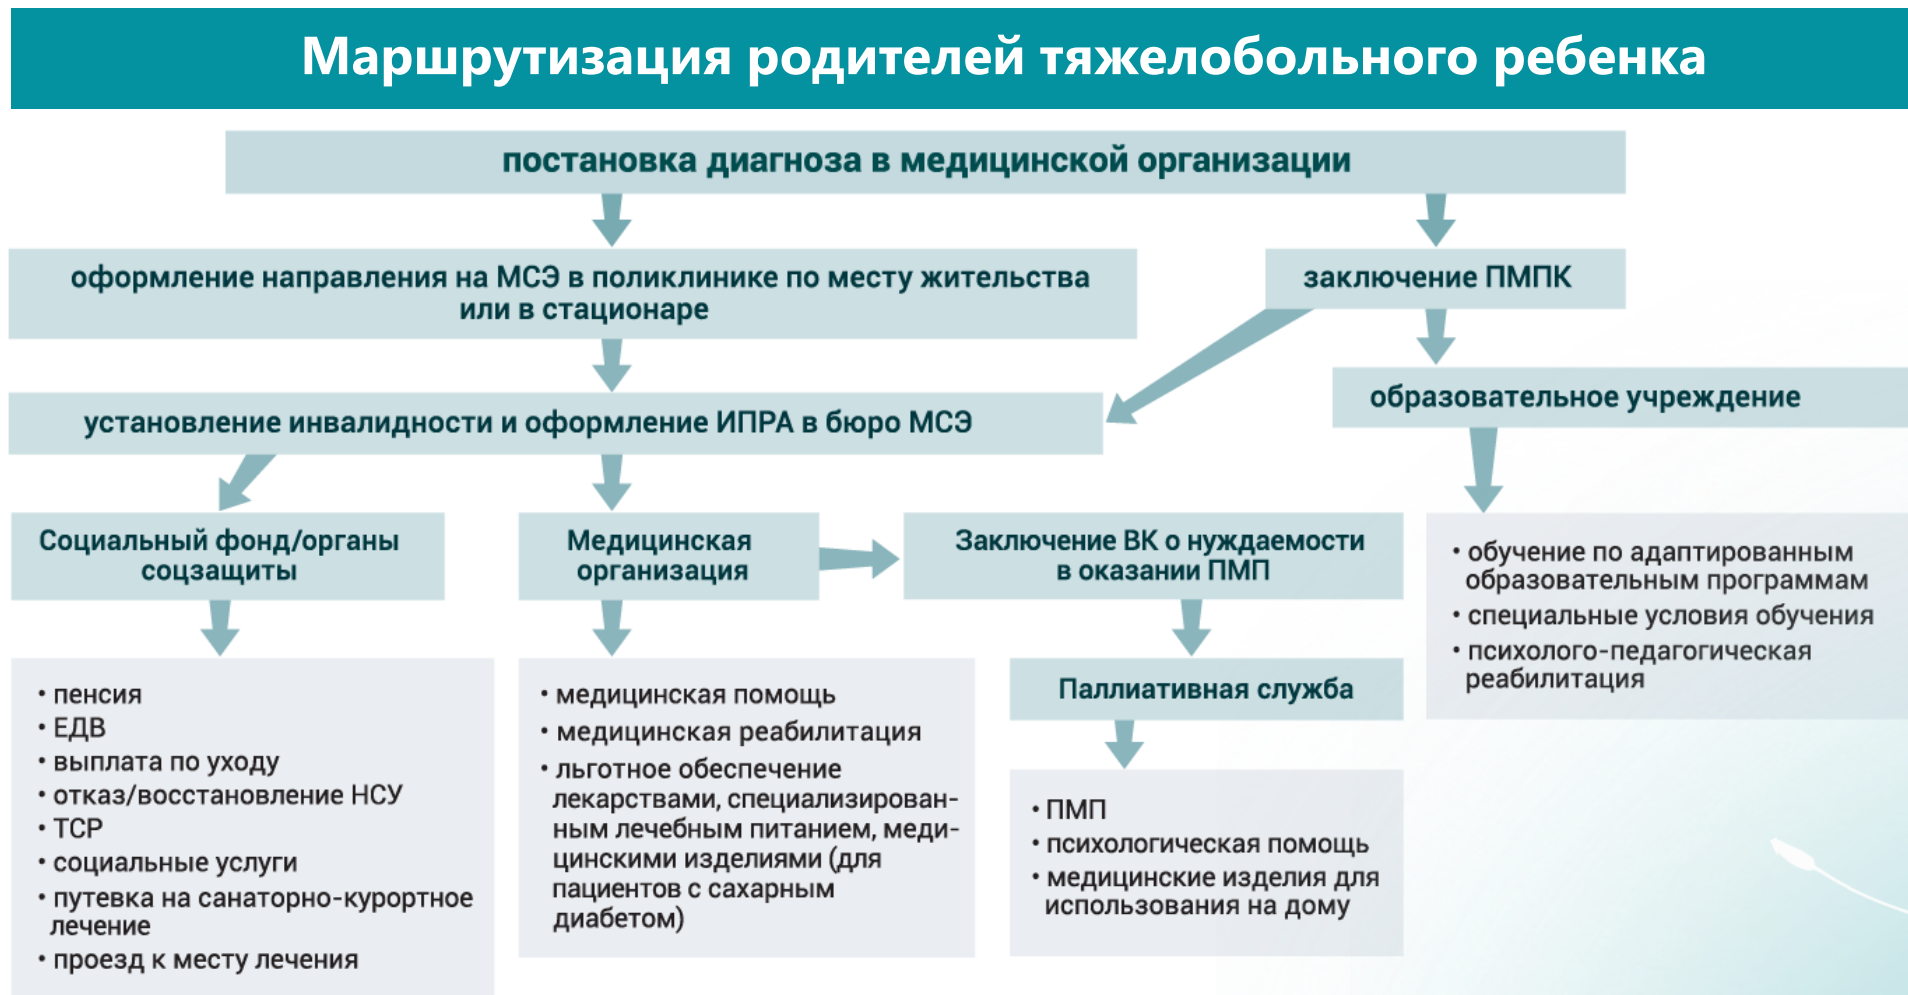 Маршрутизация родителей тяжелобольного ребенка
постановка диагноза в медицинской организации
оформление направления на МСЭ в поликлинике по месту жительства
или в стационаре
заключение ПМПК
установление инвалидности и оформление ИПРА в бюро МСЭ
образовательное учреждение
Социальный фонд/органы
соцзащиты
• пенсия
• ЕДВ
• выплата по уходу
• отказ/восстановление НСУ
• ТСР
• социальные услуги
• путевка на санаторно-курортное
лечение
• проезд к месту лечения
Медицинская
организация
• медицинская помощь
• медицинская реабилитация
• льготное обеспечение
лекарствами, специализирован-
ным лечебным питанием, меди-
цинскими изделиями (для
пациентов с сахарным
диабетом)
Заключение ВК о нуждаемости
в оказании ПМП
Паллиативная служба
• ПМП
• психологическая помощь
• медицинские изделия для
использования на дому
• обучение по адаптированным
образовательным программам
• специальные условия обучения
• психолого-педагогическая
реабилитация